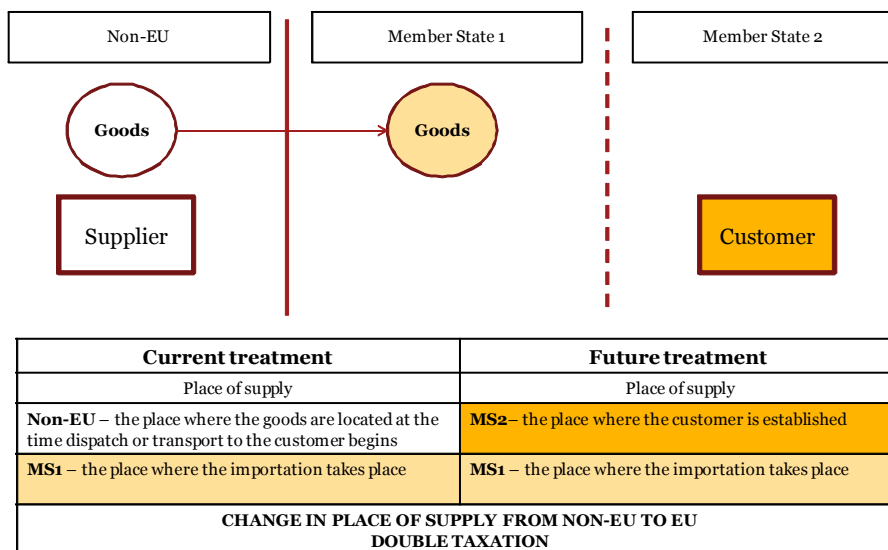 Non-EU
Member State 1
Member State 2
Goods
Goods
Supplier
Customer
Current treatment
Future treatment
Place of supply
Place of supply
Non-EU – the place where the goods are located at the
time dispatch or transport to the customer begins
MS2– the place where the customer is established
MS1 – the place where the importation takes place
MS1 – the place where the importation takes place
CHANGE IN PLACE OF SUPPLY FROM NON-EU TO EU
DOUBLE TAXATION